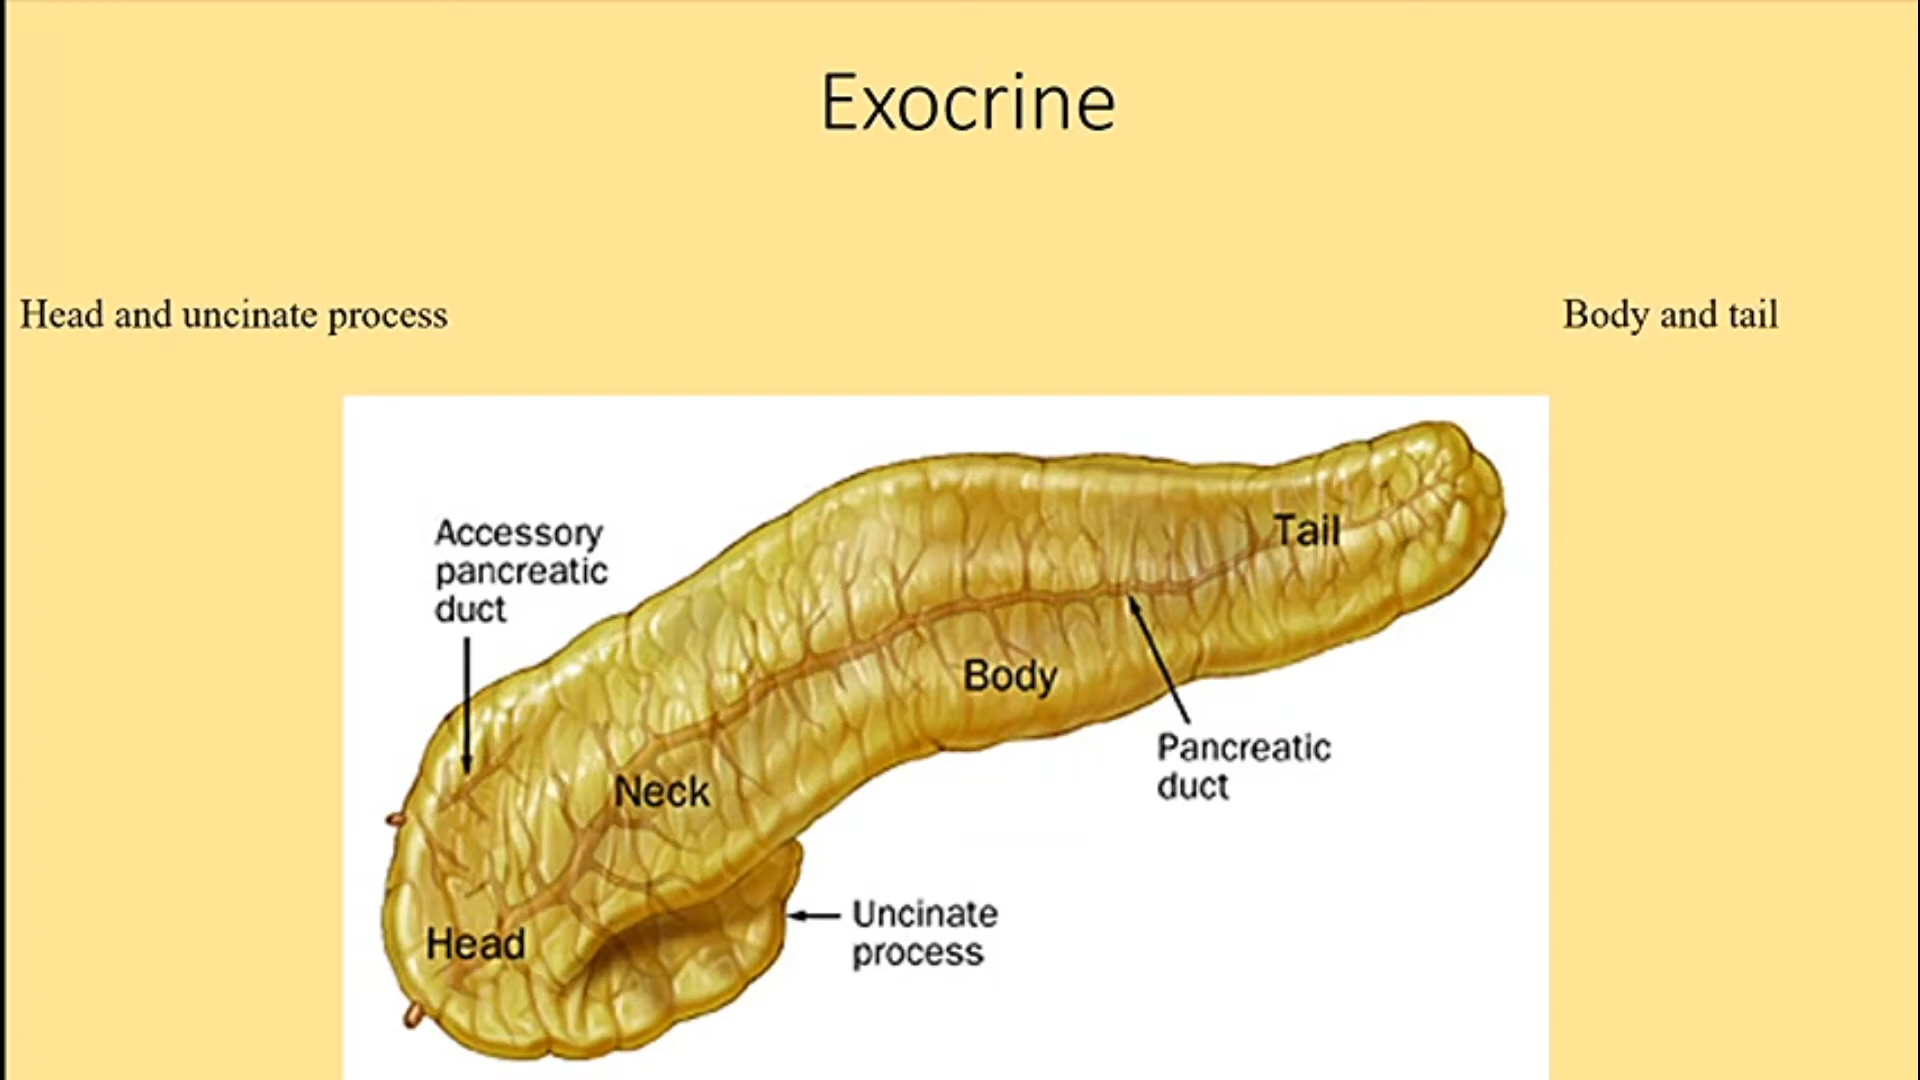 Exocrine
Head and uncinate process
Body and tail
Accessory
pancreatic
duct
Tail
Body
Pancreatic
duct
Neck
Uncinate
process
Head